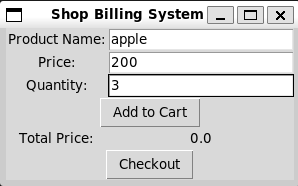 Shop Billing System
Product Name: apple
Price: 200
Quantity: 3
Add to Cart
Total Price: 0.0
Checkout